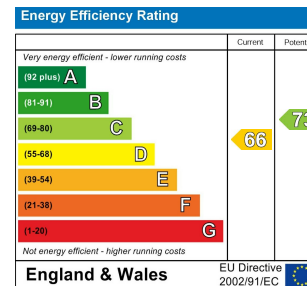 Energy Efficiency Rating
Current Potent
Very energy efficient - lower running costs
(92 plus) A
(81-91) B
(69-80) C
(55-68) D
(39-54) E
(21-38) F
(1-20) G
66
73
Not energy efficient - higher running costs
England & Wales
EU Directive
2002/91/EC